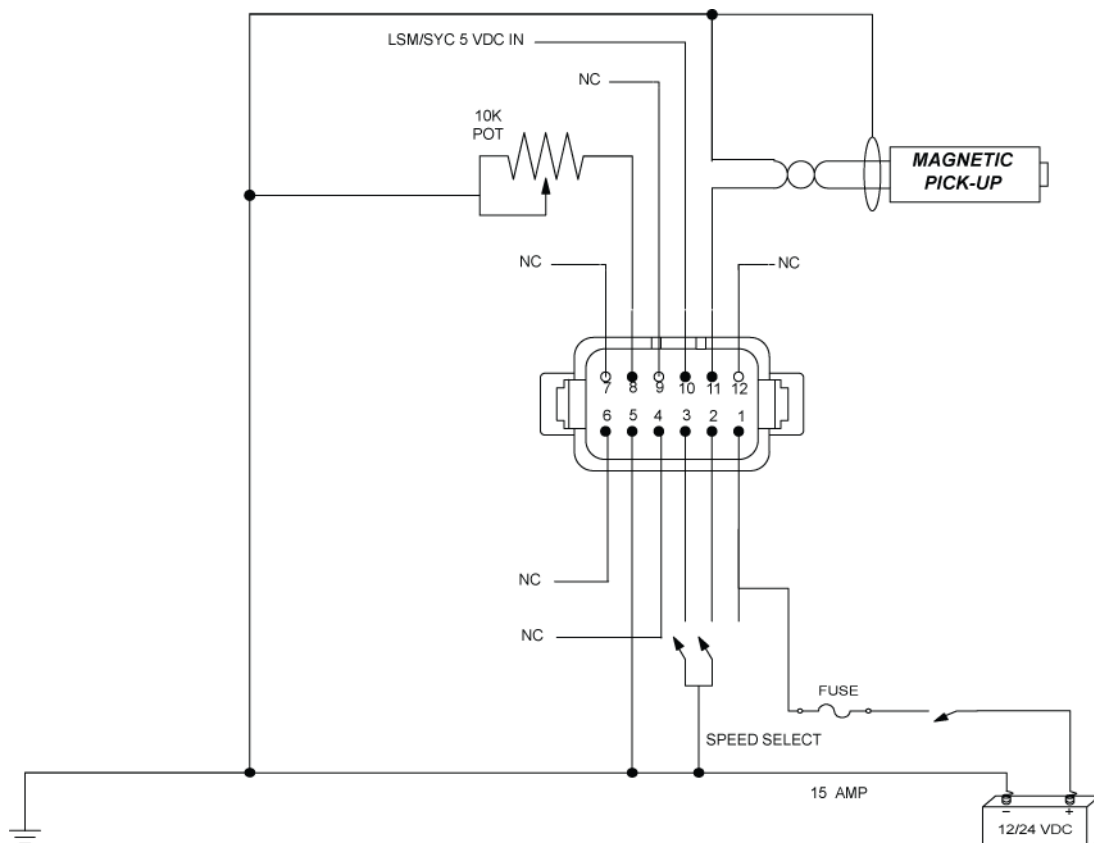 LSM/SYC 5 VDC IN
NC
10K
POT
MAGNETIC
PICK-UP
NC
NC
7 8 9 10 11 12
6 5 4 3 2 1
NC
NC
FUSE
SPEED SELECT
15 AMP
- +
12/24 VDC